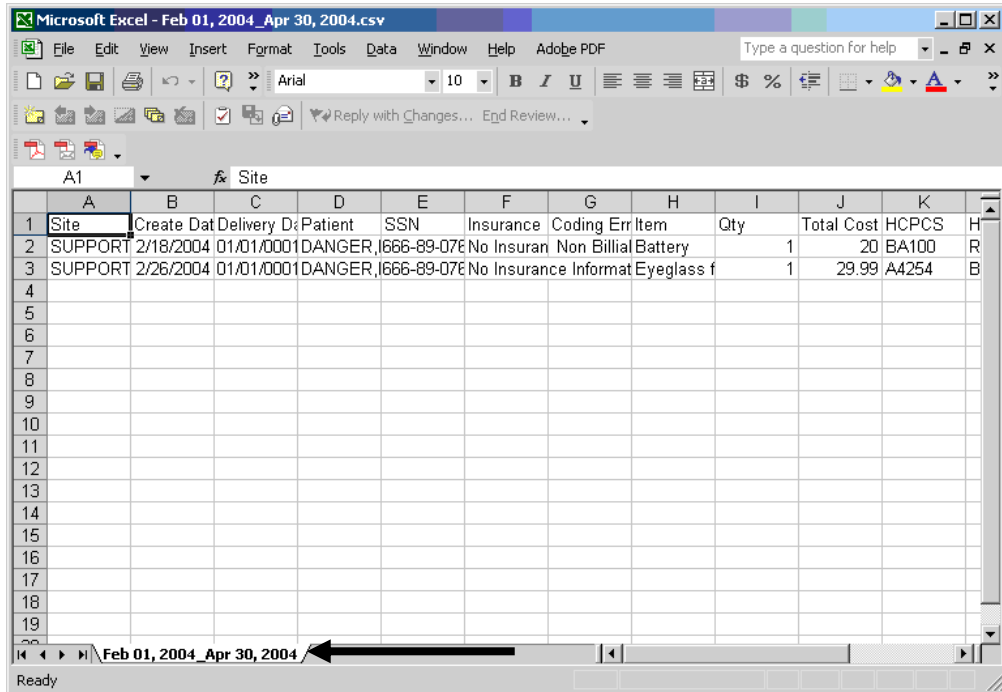 Microsoft Excel - Feb 01, 2004_Apr 30, 2004.csv
File Edit View Insert Format Tools Data Window Help Adobe PDF Type a question for help
Arial 10 B I U $ % A
Reply with Changes... End Review...
A1 fx Site
A B C D E F G H I J K
1 Site Create Dat Delivery Da Patient SSN Insurance Coding Err Item Qty Total Cost HCPCS H
2 SUPPORT 2/18/2004 01/01/0001 DANGER, 666-89-076 No Insuran Non Billial Battery 1 20 BA100 R
3 SUPPORT 2/26/2004 01/01/0001 DANGER, 666-89-076 No Insurance Informat Eyeglass f 1 29.99 A4254 B
4
5
6
7
8
9
10
11
12
13
14
15
16
17
18
19
Feb 01, 2004_Apr 30, 2004
Ready